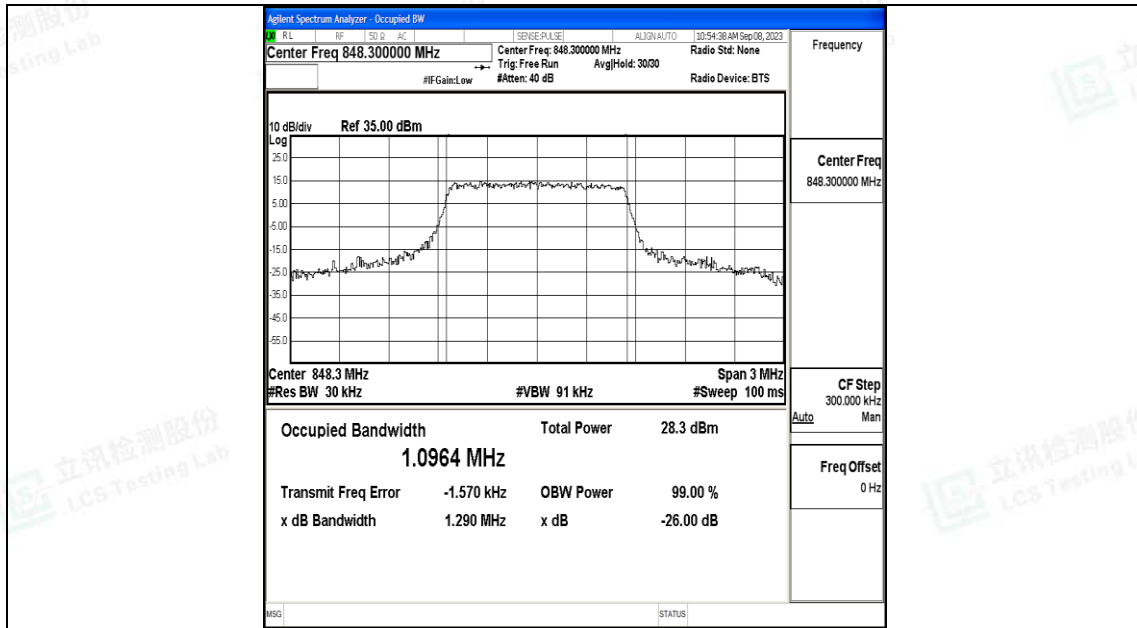 Agilent Spectrum Analyzer - Occupied BW
RL RF 50 Ω AC SENSE:PULSE ALIGN AUTO 10:54:38 AM Sep 08, 2023
Center Freq 848.300000 MHz
Center Freq: 848.300000 MHz Radio Std: None
Trig: Free Run Avg|Hold: 30/30
#IFGain:Low #Atten: 40 dB Radio Device: BTS
10 dB/div Ref 35.00 dBm
Log
25.0
15.0
5.00
-5.00
-15.0
-25.0
-35.0
-45.0
-55.0
Center 848.3 MHz Span 3 MHz
#Res BW 30 kHz #VBW 91 kHz #Sweep 100 ms
Occupied Bandwidth Total Power 28.3 dBm
1.0964 MHz
Transmit Freq Error -1.570 kHz OBW Power 99.00 %
x dB Bandwidth 1.290 MHz x dB -26.00 dB
MSG STATUS
Frequency
Center Freq
848.300000 MHz
CF Step
300.000 kHz
Auto Man
Freq Offset
0 Hz
立讯检测股份
LCS Testing Lab
立讯检测股份